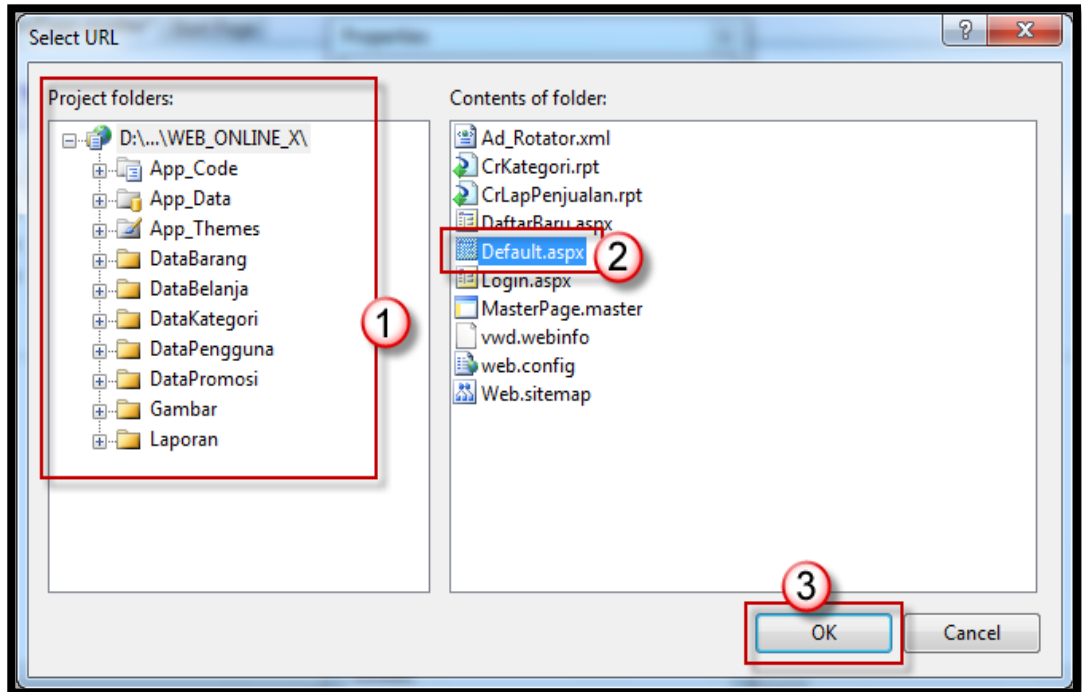 Select URL
Project folders:
D:\...\WEB_ONLINE_X\
App_Code
App_Data
App_Themes
DataBarang
DataBelanja
DataKategori
DataPengguna
DataPromosi
Gambar
Laporan
1
Contents of folder:
Ad_Rotator.xml
CrKategori.rpt
CrLapPenjualan.rpt
DaftarBaru.aspx
Default.aspx
2
Login.aspx
MasterPage.master
vwd.webinfo
web.config
Web.sitemap
3
OK
Cancel